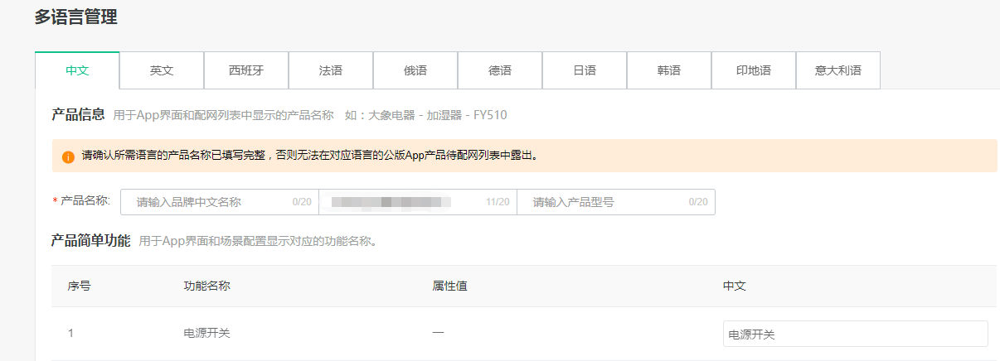 多语言管理
中文 英文 西班牙 法语 俄语 德语 日语 韩语 印地语 意大利语
产品信息 用于App界面和配网列表中显示的产品名称 如：大象电器 - 加湿器 - FY510
请确认所需语言的产品名称已填写完整，否则无法在对应语言的公版App产品待配网列表中露出。
* 产品名称: 请输入品牌中文名称 0/20 11/20 请输入产品型号 0/20
产品简单功能 用于App界面和场景配置显示对应的功能名称。
序号 功能名称 属性值 中文
1 电源开关 — 电源开关